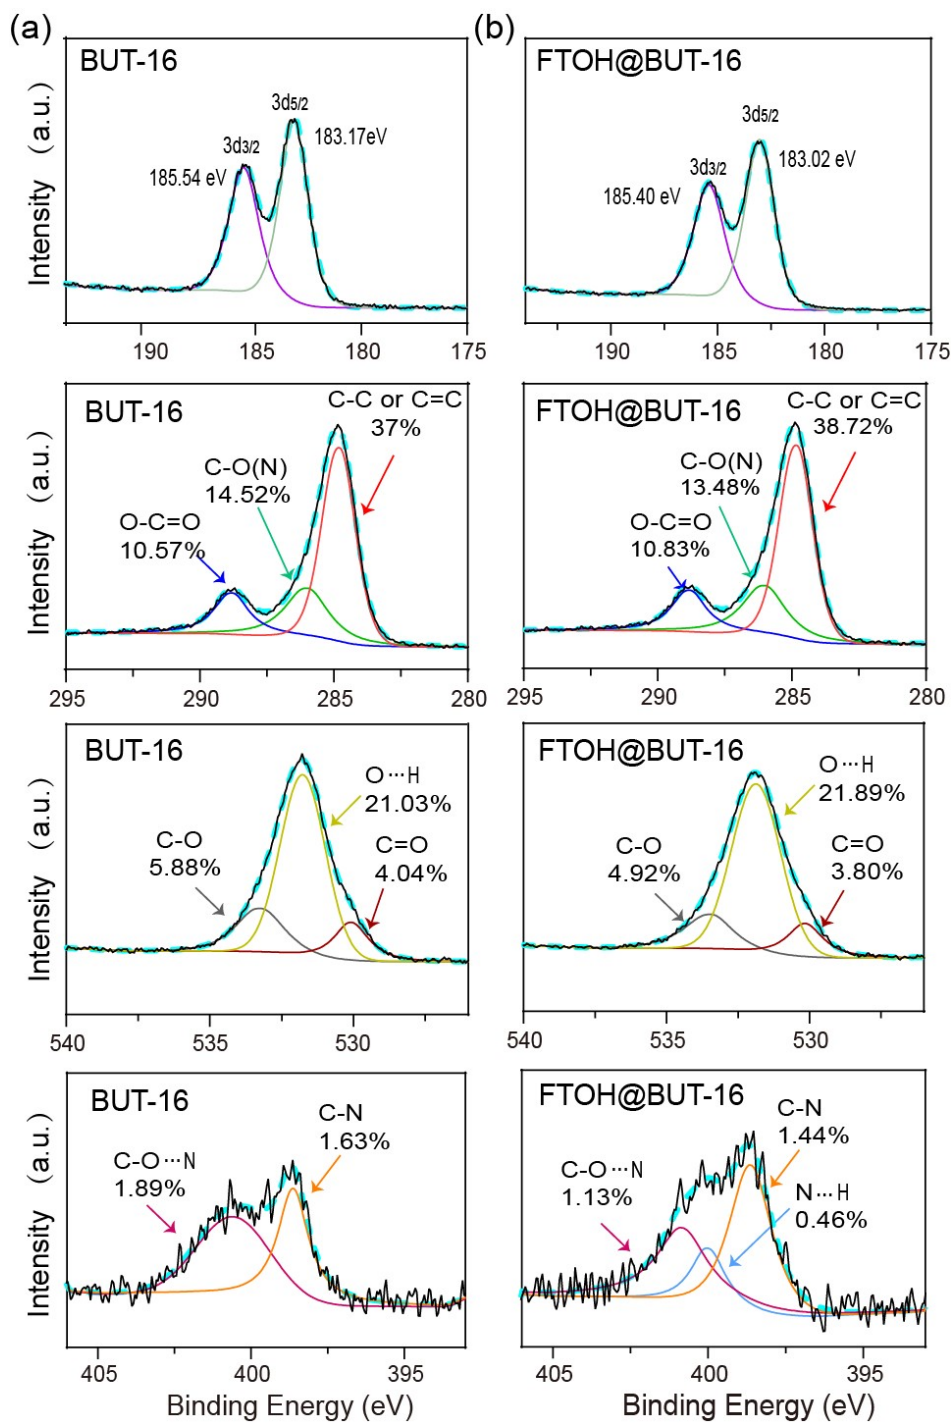 (a)
(b)
BUT-16
3d3/2
3d5/2
185.54 eV
183.17eV
Intensity (a.u.)
190
185
180
175
FTOH@BUT-16
3d3/2
3d5/2
185.40 eV
183.02 eV
190
185
180
175
BUT-16
C-C or C=C
37%
C-O(N)
14.52%
O-C=O
10.57%
Intensity (a.u.)
295
290
285
280
FTOH@BUT-16
C-C or C=C
38.72%
C-O(N)
13.48%
O-C=O
10.83%
295
290
285
280
BUT-16
O···H
21.03%
C-O
5.88%
C=O
4.04%
Intensity (a.u.)
540
535
530
FTOH@BUT-16
O···H
21.89%
C-O
4.92%
C=O
3.80%
540
535
530
BUT-16
C-N
1.63%
C-O···N
1.89%
Intensity (a.u.)
405
400
395
Binding Energy (eV)
FTOH@BUT-16
C-N
1.44%
C-O···N
1.13%
N···H
0.46%
405
400
395
Binding Energy (eV)